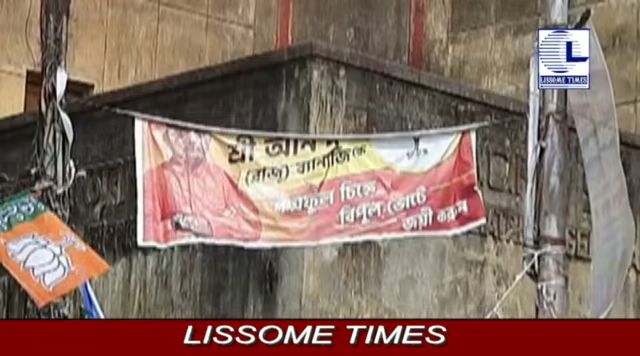 LISSOME TIMES
শ্রী
(রাজু) ব্যানার্জিকে
চিহ্নে
বিপুল ভোটে
জয়ী করুন
LISSOME TIMES